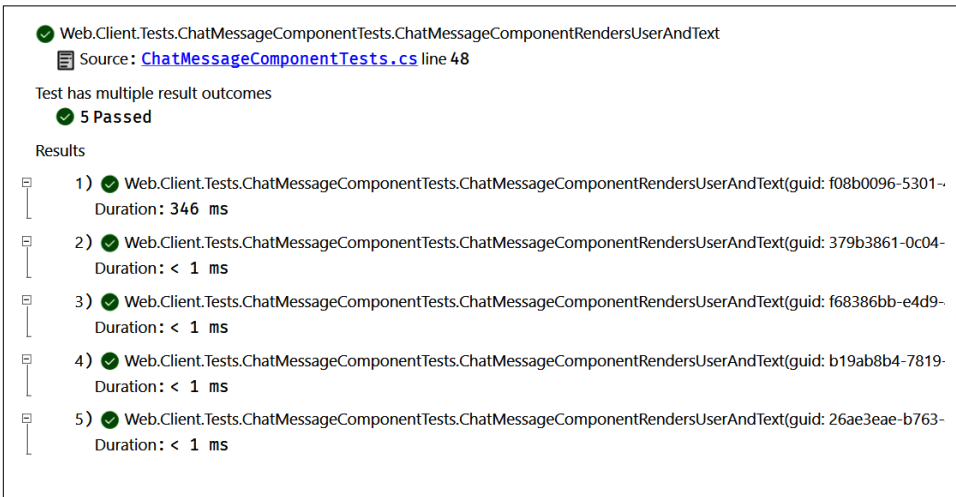 Web.Client.Tests.ChatMessageComponentTests.ChatMessageComponentRendersUserAndText
Source: ChatMessageComponentTests.cs line 48
Test has multiple result outcomes
5 Passed
Results
1) Web.Client.Tests.ChatMessageComponentTests.ChatMessageComponentRendersUserAndText(guid: f08b0096-5301-
Duration: 346 ms
2) Web.Client.Tests.ChatMessageComponentTests.ChatMessageComponentRendersUserAndText(guid: 379b3861-0c04-
Duration: < 1 ms
3) Web.Client.Tests.ChatMessageComponentTests.ChatMessageComponentRendersUserAndText(guid: f68386bb-e4d9-
Duration: < 1 ms
4) Web.Client.Tests.ChatMessageComponentTests.ChatMessageComponentRendersUserAndText(guid: b19ab8b4-7819-
Duration: < 1 ms
5) Web.Client.Tests.ChatMessageComponentTests.ChatMessageComponentRendersUserAndText(guid: 26ae3eae-b763-
Duration: < 1 ms